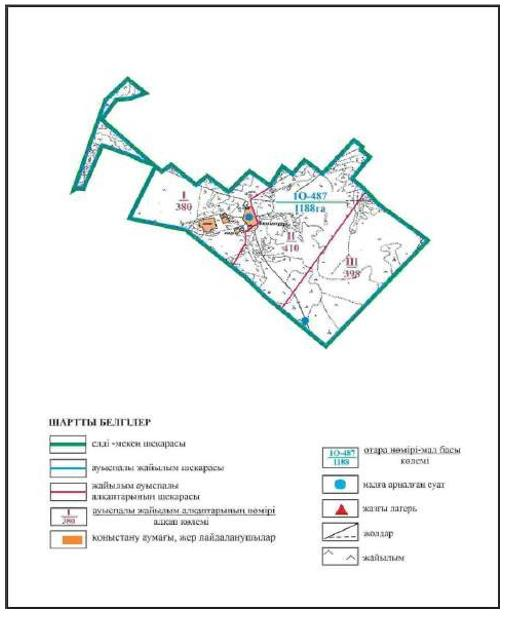 I
380
1О-487
1188га
II
410
III
398
ШАРТТЫ БЕЛГІЛЕР
елді -мекен шекарасы
ауыспалы жайылым шекарасы
жайылым ауыспалы
алқаптарының шекарасы
I
380
ауыспалы жайылым алқаптарының нөмірі
алқап көлемі
қоныстану аумағы, жер пайдаланушылар
1О-487
1188
отара нөмірі-мал басы
көлемі
малға арналған суат
жазғы лагерь
жолдар
жайылым